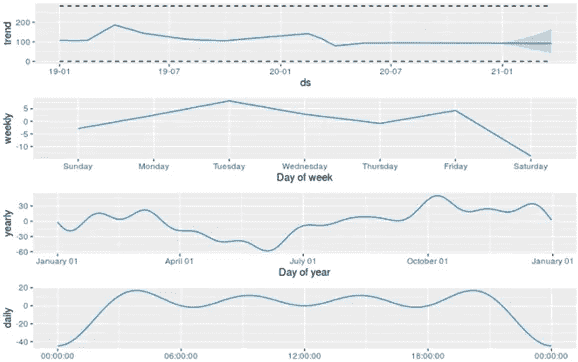 trend
200
100
0
19-01 19-07 20-01 20-07 21-01
ds
weekly
5
0
-5
-10
Sunday Monday Tuesday Wednesday Thursday Friday Saturday
Day of week
yearly
30
0
-30
-60
January 01 April 01 July 01 October 01 January 01
Day of year
daily
20
0
-20
-40
00:00:00 06:00:00 12:00:00 18:00:00 00:00:00